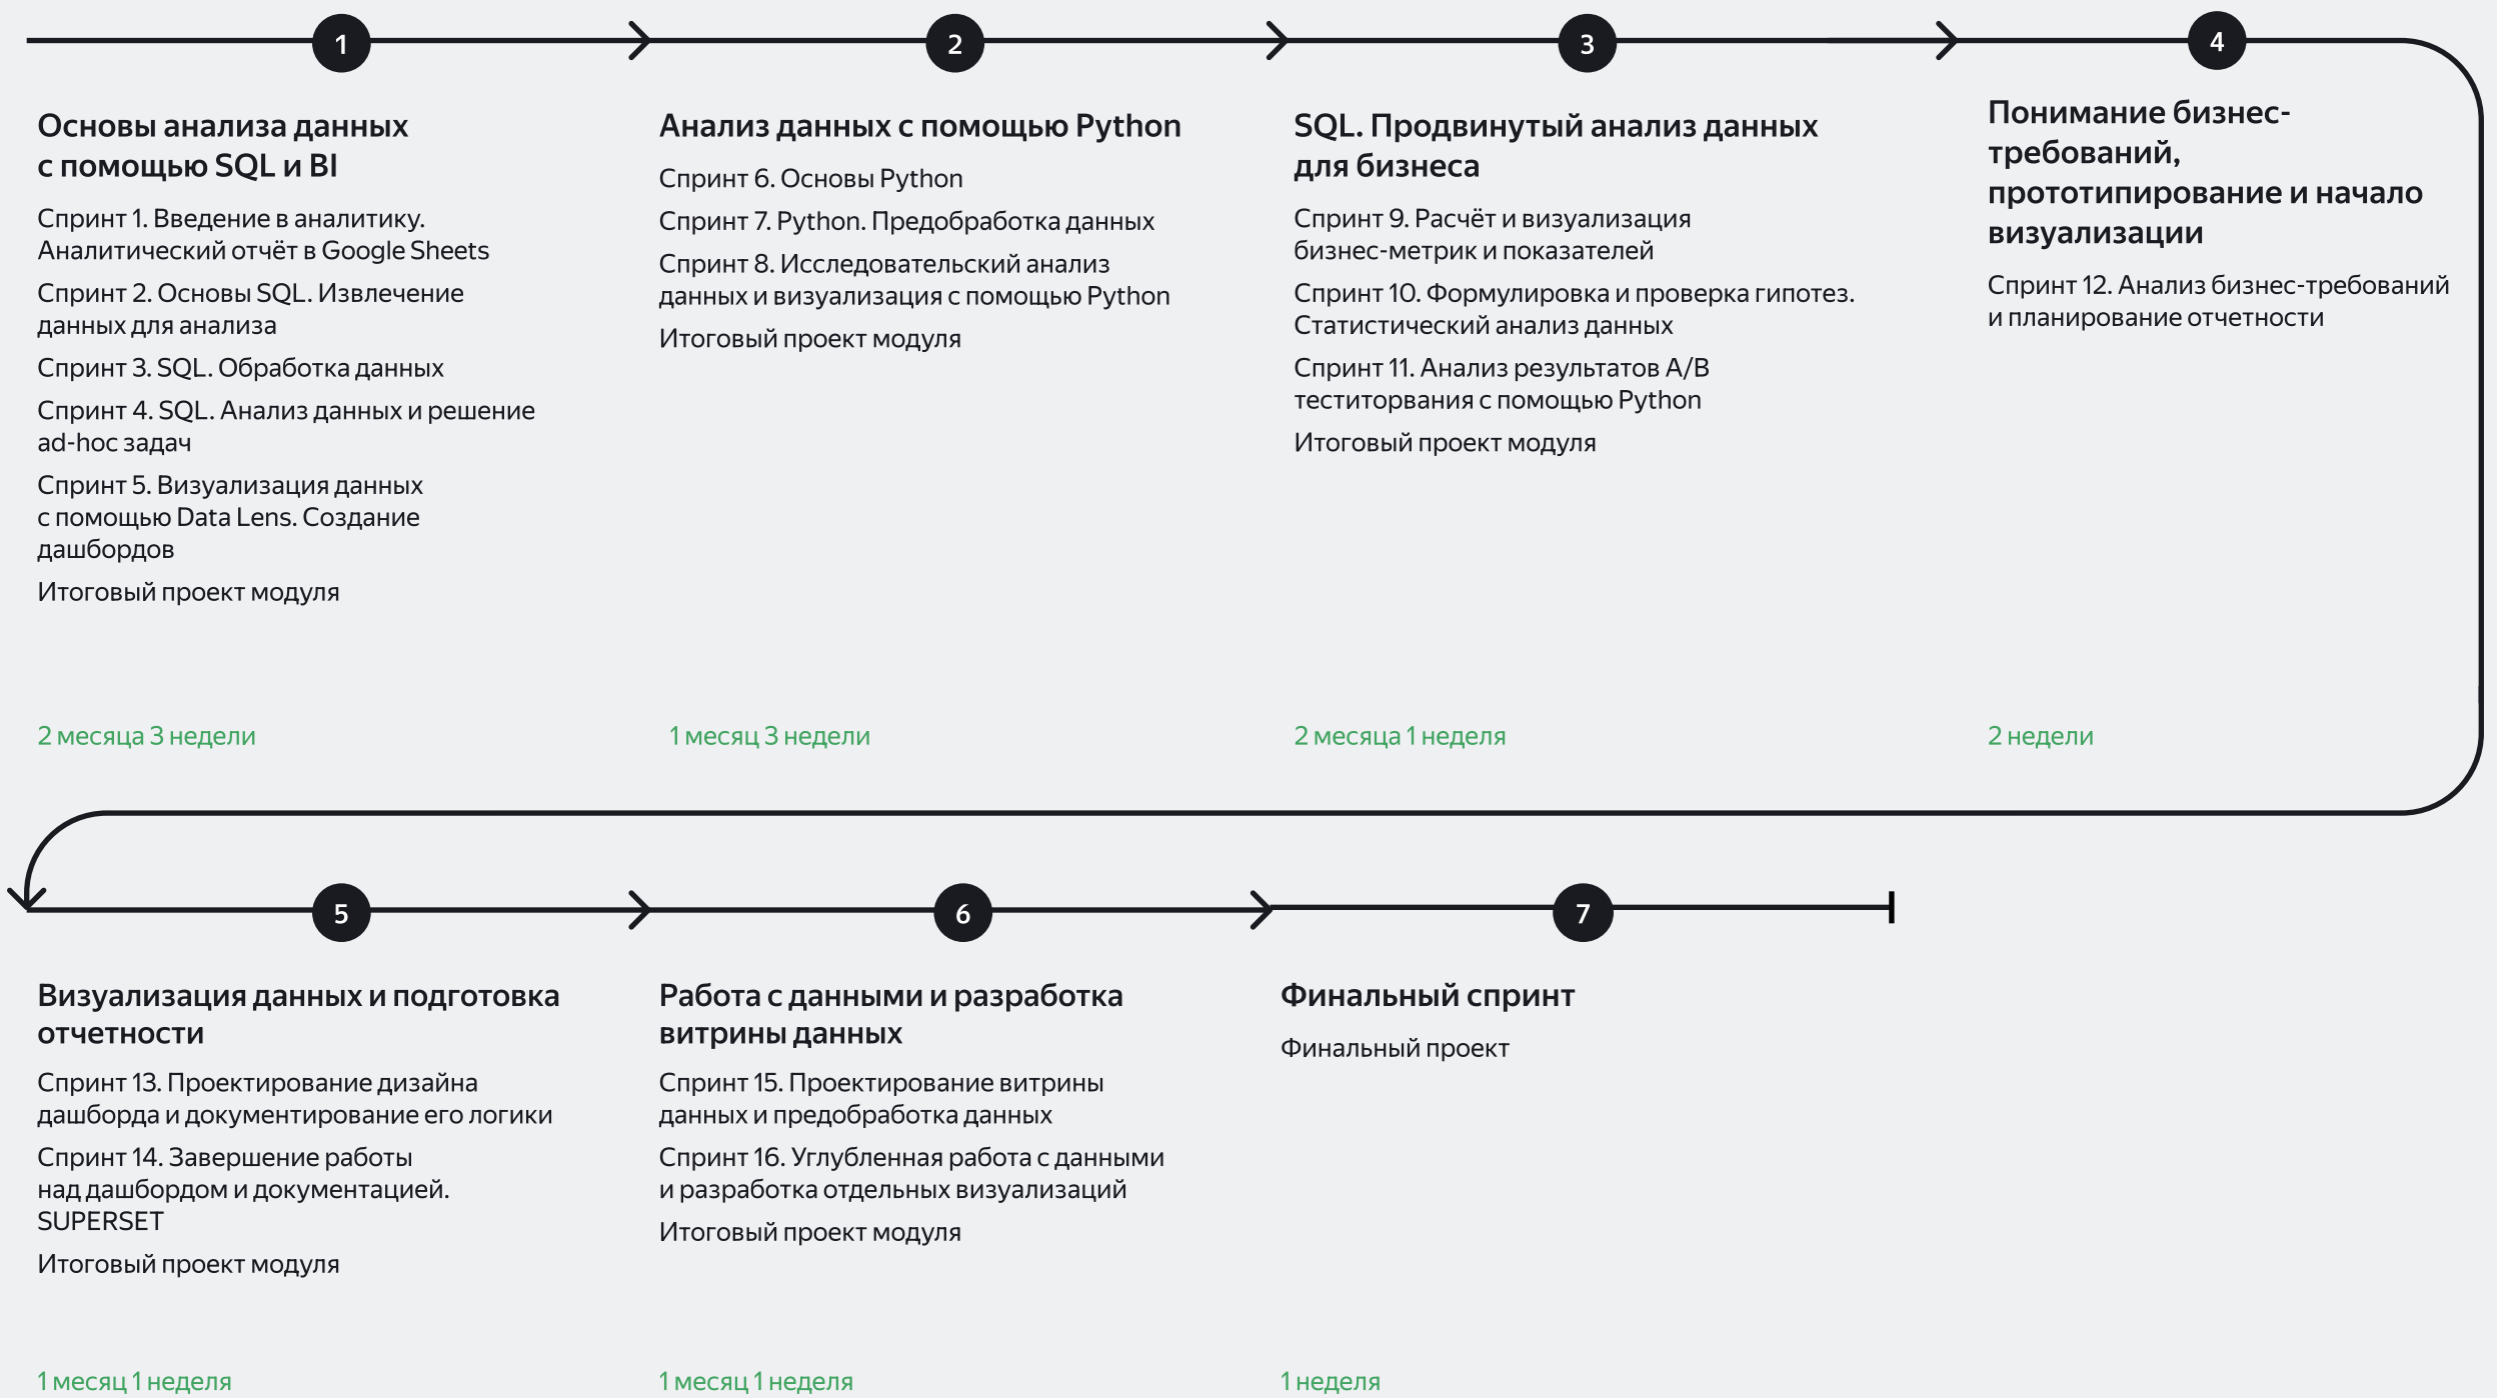 1
Основы анализа данных
с помощью SQL и BI
Спринт 1. Введение в аналитику.
Аналитический отчёт в Google Sheets
Спринт 2. Основы SQL. Извлечение
данных для анализа
Спринт 3. SQL. Обработка данных
Спринт 4. SQL. Анализ данных и решение
ad-hoc задач
Спринт 5. Визуализация данных
с помощью Data Lens. Создание
дашбордов
Итоговый проект модуля
2 месяца 3 недели
2
Анализ данных с помощью Python
Спринт 6. Основы Python
Спринт 7. Python. Предобработка данных
Спринт 8. Исследовательский анализ
данных и визуализация с помощью Python
Итоговый проект модуля
1 месяц 3 недели
3
SQL. Продвинутый анализ данных
для бизнеса
Спринт 9. Расчёт и визуализация
бизнес-метрик и показателей
Спринт 10. Формулировка и проверка гипотез.
Статистический анализ данных
Спринт 11. Анализ результатов A/B
теститорвания с помощью Python
Итоговый проект модуля
2 месяца 1 неделя
4
Понимание бизнес-
требований,
прототипирование и начало
визуализации
Спринт 12. Анализ бизнес-требований
и планирование отчетности
2 недели
5
Визуализация данных и подготовка
отчетности
Спринт 13. Проектирование дизайна
дашборда и документирование его логики
Спринт 14. Завершение работы
над дашбордом и документацией.
SUPERSET
Итоговый проект модуля
1 месяц 1 неделя
6
Работа с данными и разработка
витрины данных
Спринт 15. Проектирование витрины
данных и предобработка данных
Спринт 16. Углубленная работа с данными
и разработка отдельных визуализаций
Итоговый проект модуля
1 месяц 1 неделя
7
Финальный спринт
Финальный проект
1 неделя